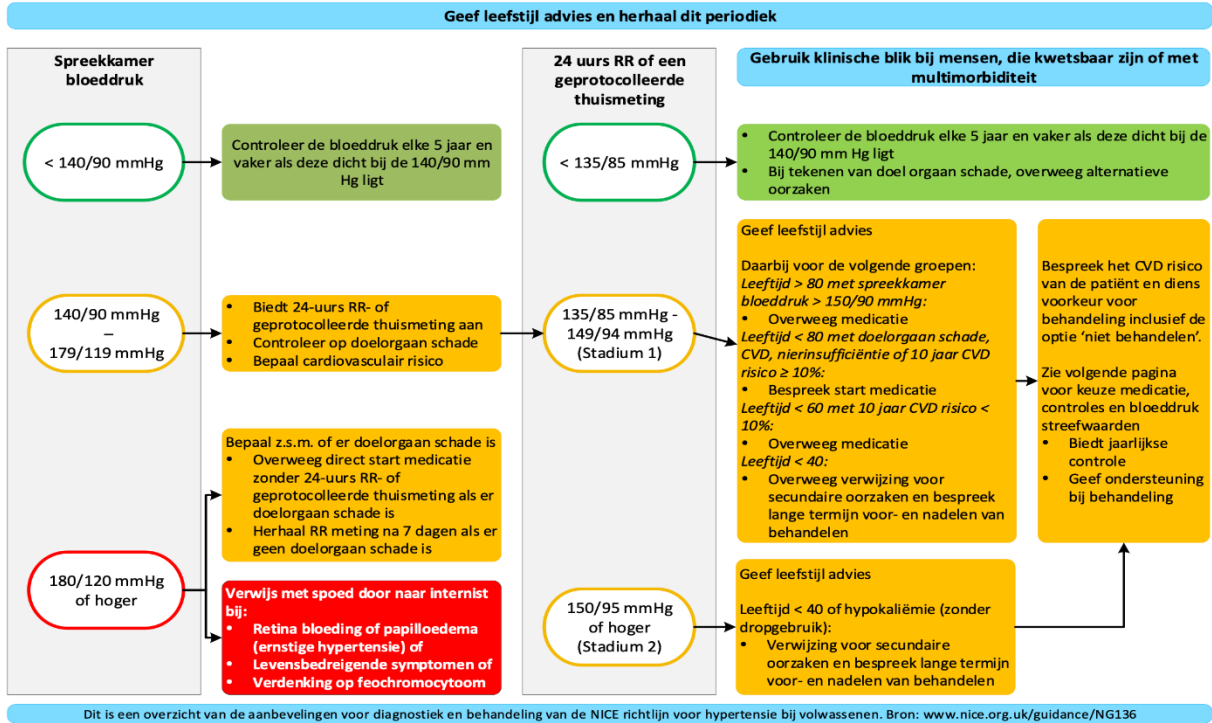 Geef leefstijl advies en herhaal dit periodiek
Spreekkamer
bloeddruk
24 uurs RR of een
geprotocolleerde
thuismeting
Gebruik klinische blik bij mensen, die kwetsbaar zijn of met
multimorbiditeit
< 140/90 mmHg
Controleer de bloeddruk elke 5 jaar en
vaker als deze dicht bij de 140/90 mm
Hg ligt
< 135/85 mmHg
• Controleer de bloeddruk elke 5 jaar en vaker als deze dicht bij de
140/90 mm Hg ligt
• Bij tekenen van doel orgaan schade, overweeg alternatieve
oorzaken
140/90 mmHg
–
179/119 mmHg
• Biedt 24-uurs RR- of
geprotocolleerde thuismeting aan
• Controleer op doelorgaan schade
• Bepaal cardiovasculair risico
135/85 mmHg -
149/94 mmHg
(Stadium 1)
Geef leefstijl advies
Daarbij voor de volgende groepen:
Leeftijd > 80 met spreekkamer
bloeddruk > 150/90 mmHg:
• Overweeg medicatie
Leeftijd < 80 met doelorgaan schade,
CVD, nierinsufficiëntie of 10 jaar CVD
risico ≥ 10%:
• Bespreek start medicatie
Leeftijd < 60 met 10 jaar CVD risico <
10%:
• Overweeg medicatie
Leeftijd < 40:
• Overweeg verwijzing voor
secundaire oorzaken en bespreek
lange termijn voor- en nadelen van
behandelen
Bespreek het CVD risico
van de patiënt en diens
voorkeur voor
behandeling inclusief de
optie ‘niet behandelen’.
Zie volgende pagina
voor keuze medicatie,
controles en bloeddruk
streefwaarden
• Biedt jaarlijkse
controle
• Geef ondersteuning
bij behandeling
180/120 mmHg
of hoger
Bepaal z.s.m. of er doelorgaan schade is
• Overweeg direct start medicatie
zonder 24-uurs RR- of
geprotocolleerde thuismeting als er
doelorgaan schade is
• Herhaal RR meting na 7 dagen als er
geen doelorgaan schade is
Verwijs met spoed door naar internist
bij:
• Retina bloeding of papilloedema
(ernstige hypertensie) of
• Levensbedreigende symptomen of
• Verdenking op feochromocytoom
150/95 mmHg
of hoger
(Stadium 2)
Geef leefstijl advies
Leeftijd < 40 of hypokaliëmie (zonder
dropgebruik):
• Verwijzing voor secundaire
oorzaken en bespreek lange termijn
voor- en nadelen van behandelen
Dit is een overzicht van de aanbevelingen voor diagnostiek en behandeling van de NICE richtlijn voor hypertensie bij volwassenen. Bron: www.nice.org.uk/guidance/NG136